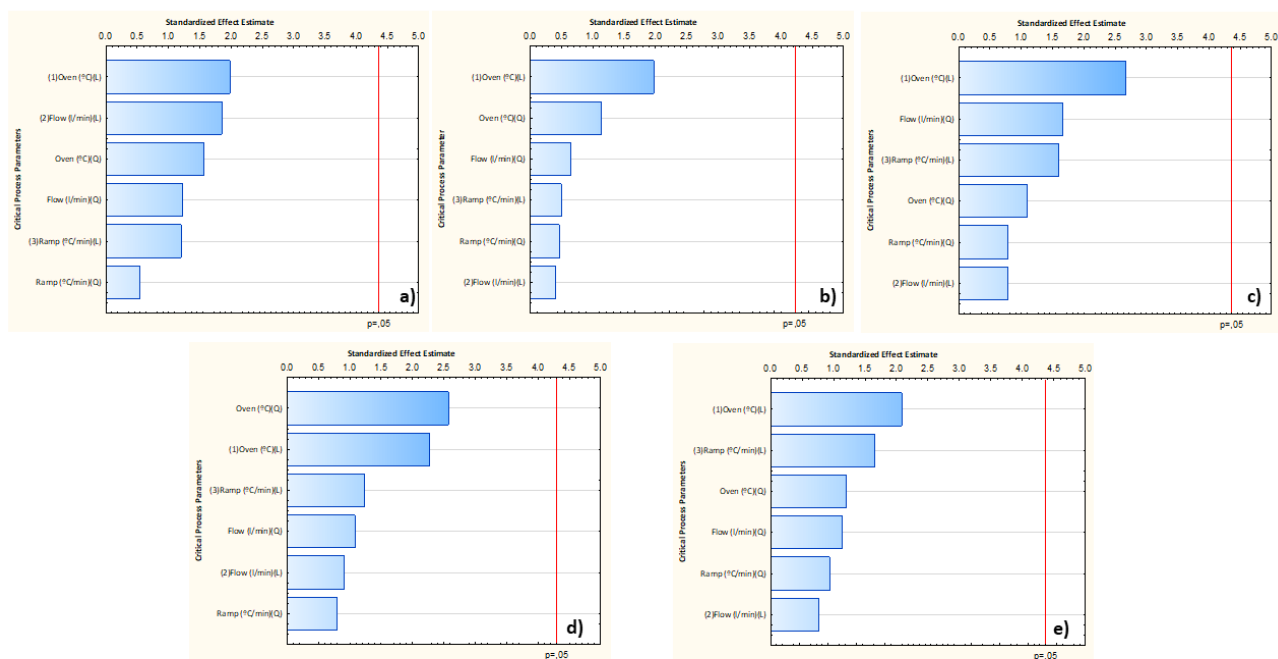 Standardized Effect Estimate
0.0 0.5 1.0 1.5 2.0 2.5 3.0 3.5 4.0 4.5 5.0
Critical Process Parameters
(1)Oven (ºC)(L)
(2)Flow (l/min)(L)
Oven (ºC)(Q)
Flow (l/min)(Q)
(3)Ramp (ºC/min)(L)
Ramp (ºC/min)(Q)
a)
p=,05
Standardized Effect Estimate
0.0 0.5 1.0 1.5 2.0 2.5 3.0 3.5 4.0 4.5 5.0
Critical Process Parameter
(1)Oven (ºC)(L)
Oven (ºC)(Q)
Flow (l/min)(Q)
(3)Ramp (ºC/min)(L)
Ramp (ºC/min)(Q)
(2)Flow (l/min)(L)
b)
p=,05
Standardized Effect Estimate
0.0 0.5 1.0 1.5 2.0 2.5 3.0 3.5 4.0 4.5 5.0
Critical Process Parameters
(1)Oven (ºC)(L)
Flow (l/min)(Q)
(3)Ramp (ºC/min)(L)
Oven (ºC)(Q)
Ramp (ºC/min)(Q)
(2)Flow (l/min)(L)
c)
p=,05
Standardized Effect Estimate
0.0 0.5 1.0 1.5 2.0 2.5 3.0 3.5 4.0 4.5 5.0
Critical Process Parameters
Oven (ºC)(Q)
(1)Oven (ºC)(L)
(3)Ramp (ºC/min)(L)
Flow (l/min)(Q)
(2)Flow (l/min)(L)
Ramp (ºC/min)(Q)
d)
p=,05
Standardized Effect Estimate
0.0 0.5 1.0 1.5 2.0 2.5 3.0 3.5 4.0 4.5 5.0
Critical Process Parameters
(1)Oven (ºC)(L)
(3)Ramp (ºC/min)(L)
Oven (ºC)(Q)
Flow (l/min)(Q)
Ramp (ºC/min)(Q)
(2)Flow (l/min)(L)
e)
p=,05